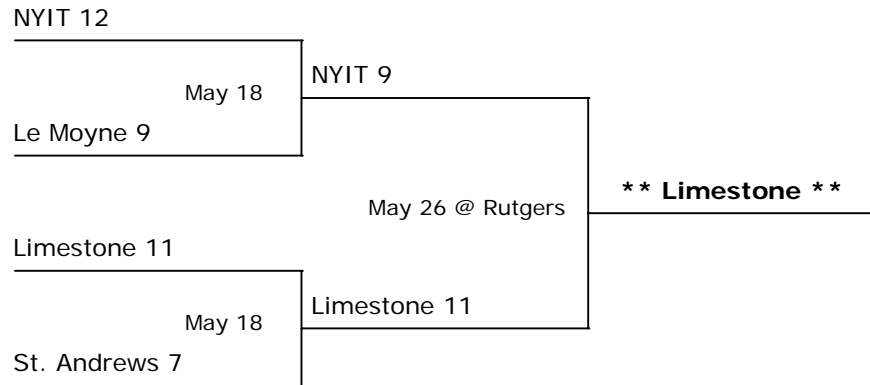 NYIT 12
NYIT 9
May 18
Le Moyne 9
** Limestone **
May 26 @ Rutgers
Limestone 11
Limestone 11
May 18
St. Andrews 7